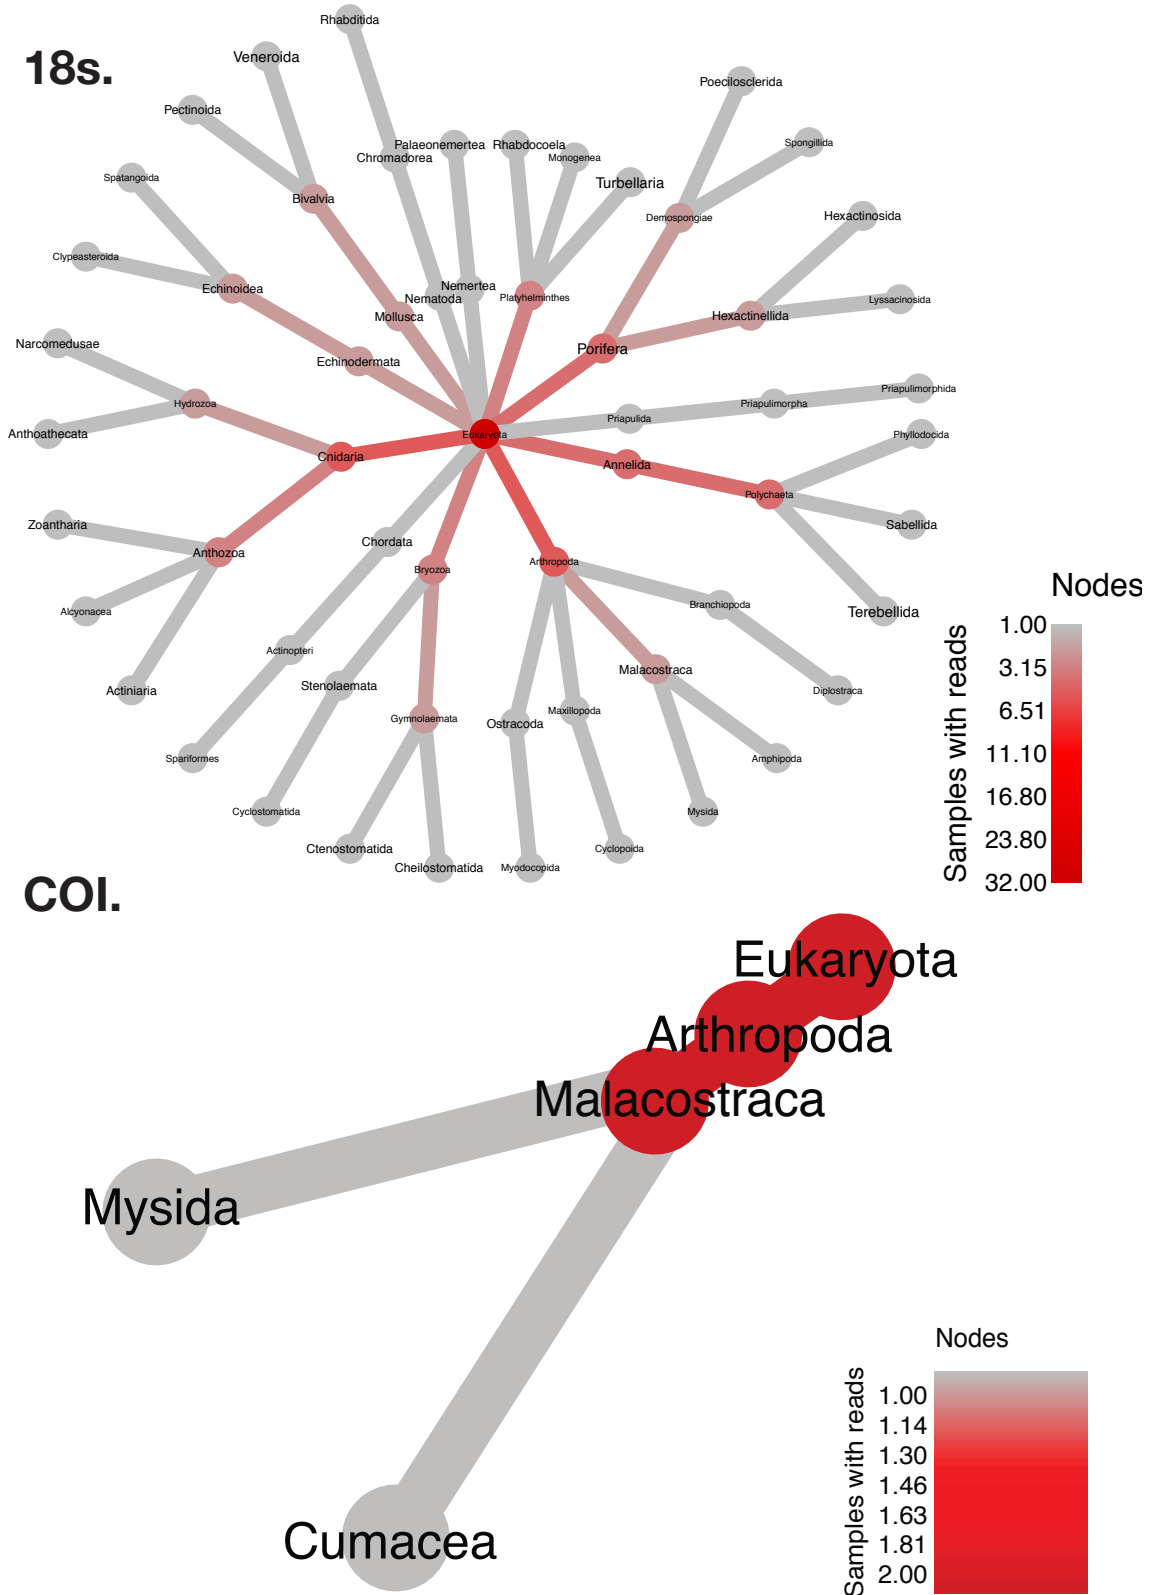 18s.
Rhabditida
Veneroida
Poecilosclerida
Pectinoida
Palaeonemertea
Rhabdocoela
Spongillida
Chromadorea
Monogenea
Spatangoida
Turbellaria
Bivalvia
Demospongiae
Hexactinosida
Clypeasteroida
Echinoidea
Nemertea
Nematoda
Platyhelminthes
Lyssacinosida
Mollusca
Hexactinellida
Narcomedusae
Porifera
Echinodermata
Priapulimorphida
Hydrozoa
Priapulimorpha
Priapulida
Anthoathecata
Eukaryota
Phyllodocida
Cnidaria
Annelida
Polychaeta
Zoantharia
Sabellida
Chordata
Anthozoa
Bryozoa
Arthropoda
Alcyonacea
Branchiopoda
Terebellida
Actinopteri
Malacostraca
Actiniaria
Stenolaemata
Diplostraca
Gymnolaemata
Ostracoda
Maxillopoda
Spariformes
Amphipoda
Cyclostomatida
Mysida
Ctenostomatida
Cyclopoida
Cheilostomatida
Myodocopida
Nodes
Samples with reads
1.00
3.15
6.51
11.10
16.80
23.80
32.00
COI.
Eukaryota
Arthropoda
Malacostraca
Mysida
Cumacea
Nodes
Samples with reads
1.00
1.14
1.30
1.46
1.63
1.81
2.00